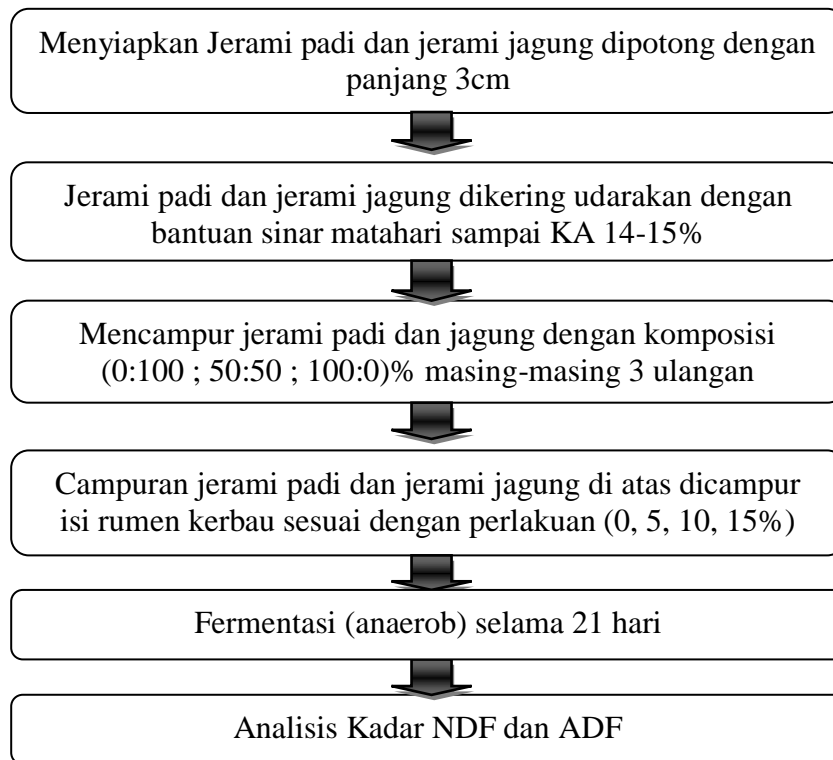 Menyiapkan Jerami padi dan jerami jagung dipotong dengan
panjang 3cm
Jerami padi dan jerami jagung dikering udarakan dengan
bantuan sinar matahari sampai KA 14-15%
Mencampur jerami padi dan jagung dengan komposisi
(0:100 ; 50:50 ; 100:0)% masing-masing 3 ulangan
Campuran jerami padi dan jerami jagung di atas dicampur
isi rumen kerbau sesuai dengan perlakuan (0, 5, 10, 15%)
Fermentasi (anaerob) selama 21 hari
Analisis Kadar NDF dan ADF